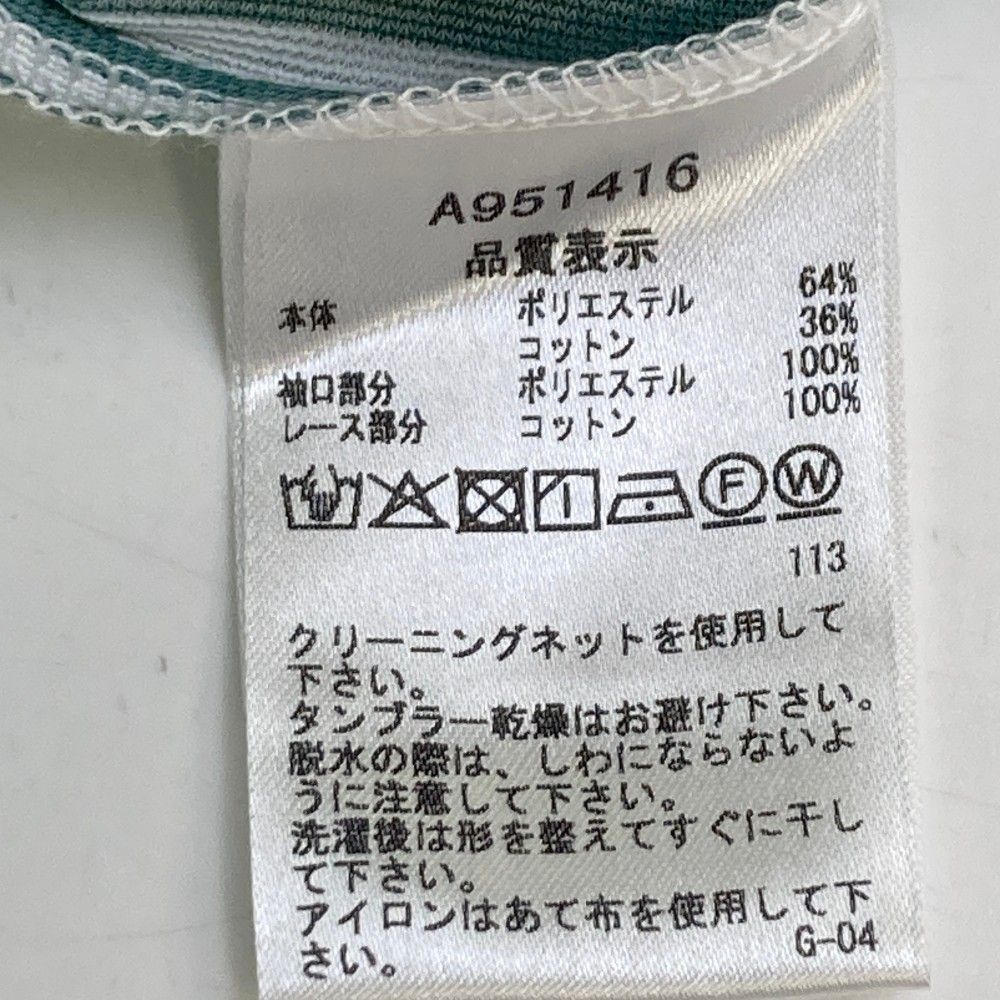 A951416
品質表示
本体 ポリエステル 64%
コットン 36%
袖口部分 ポリエステル 100%
レース部分 コットン 100%
F W
113
クリーニングネットを使用して
下さい。
タンブラー乾燥はお避け下さい。
脱水の際は、しわにならないよ
うに注意して下さい。
洗濯後は形を整えてすぐに干し
て下さい。
アイロンはあて布を使用して下
さい。
G-04